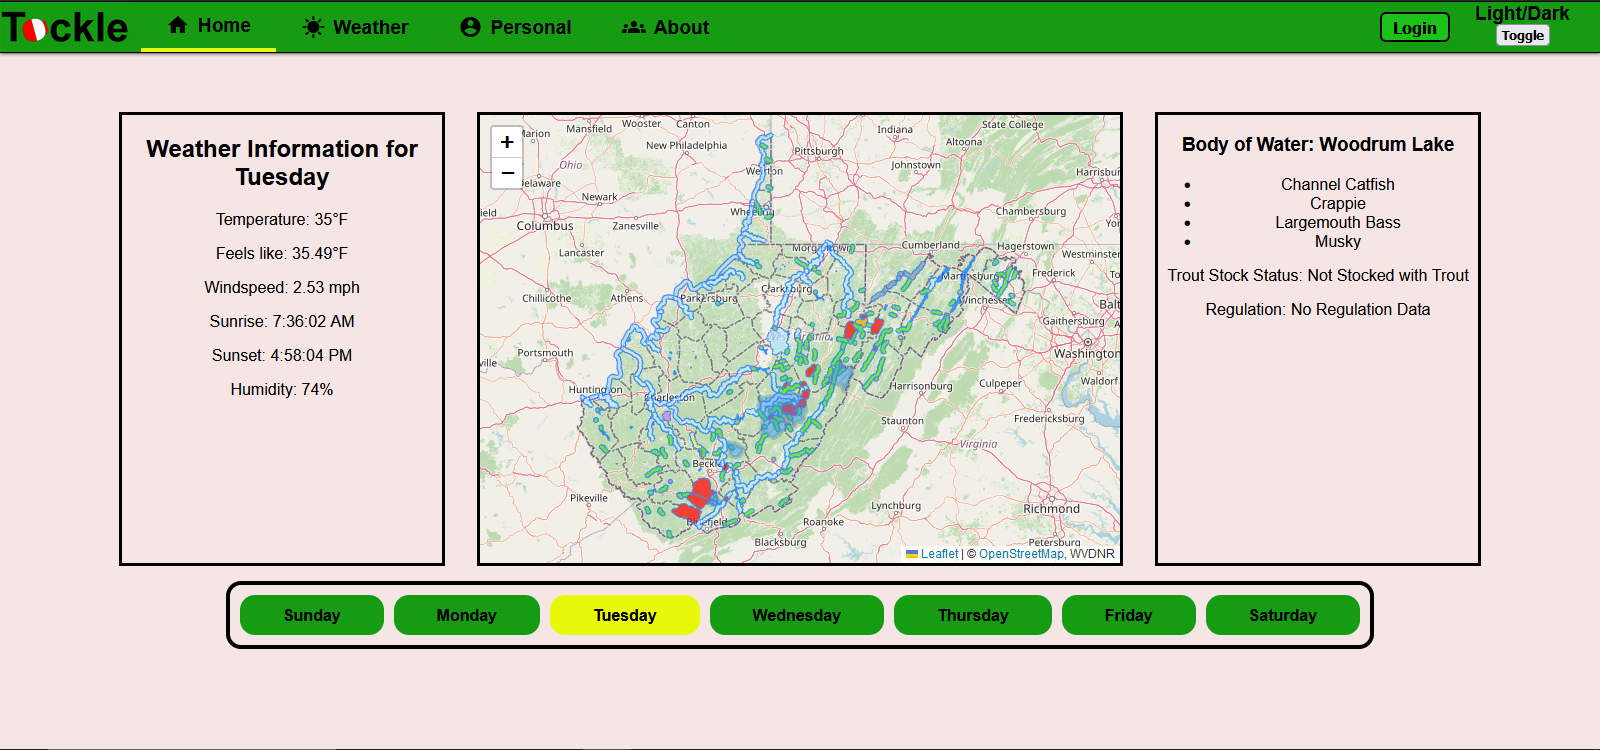 Tackle
Home
Weather
Personal
About
Login
Light/Dark
Toggle
Weather Information for
Tuesday
Temperature: 35°F
Feels like: 35.49°F
Windspeed: 2.53 mph
Sunrise: 7:36:02 AM
Sunset: 4:58:04 PM
Humidity: 74%
+
−
Marion
Mansfield
Wooster
Canton
Indiana
State College
Altoona
New Philadelphia
Pittsburgh
Ohio
Johnstown
Harrisbur
Delaware
Weirton
Newark
Wheeling
Chambersburg
ield
Columbus
Zanesville
Yor
Lancaster
Morgantown
Cumberland
Hagerstown
Westminster
Frederick
To
Martinsburg
Chillicothe
Athens
Parkersburg
Clarksburg
Winchester
Balt
Gaithersburg
A
Portsmouth
ville
Washington
Huntington
Charleston
Harrisonburg
Culpeper
Waldorf
Staunton
Fredericksburg
Virginia
Beckl
Pikeville
Lynchburg
Richmond
Bluefield
Roanoke
Blacksburg
Petersburg
Leaflet | © OpenStreetMap, WVDNR
Body of Water: Woodrum Lake
• Channel Catfish
• Crappie
• Largemouth Bass
• Musky
Trout Stock Status: Not Stocked with Trout
Regulation: No Regulation Data
Sunday
Monday
Tuesday
Wednesday
Thursday
Friday
Saturday